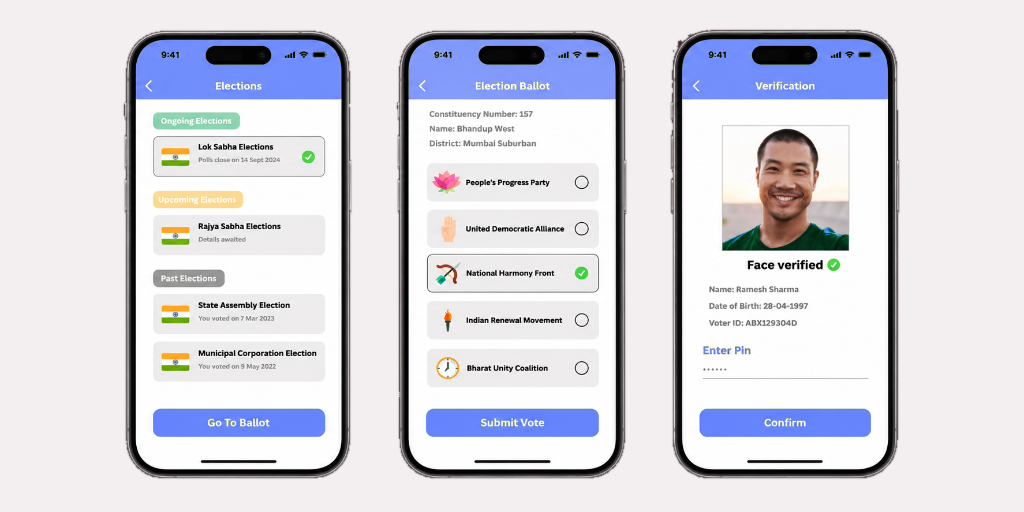 9:41
Elections
Ongoing Elections
Lok Sabha Elections
Polls close on 14 Sept 2024
Upcoming Elections
Rajya Sabha Elections
Details awaited
Past Elections
State Assembly Election
You voted on 7 Mar 2023
Municipal Corporation Election
You voted on 9 May 2022
Go To Ballot
9:41
Election Ballot
Constituency Number: 157
Name: Bhandup West
District: Mumbai Suburban
People's Progress Party
United Democratic Alliance
National Harmony Front
Indian Renewal Movement
Bharat Unity Coalition
Submit Vote
9:41
Verification
Face verified
Name: Ramesh Sharma
Date of Birth: 28-04-1997
Voter ID: ABX129304D
Enter Pin
••••••
Confirm